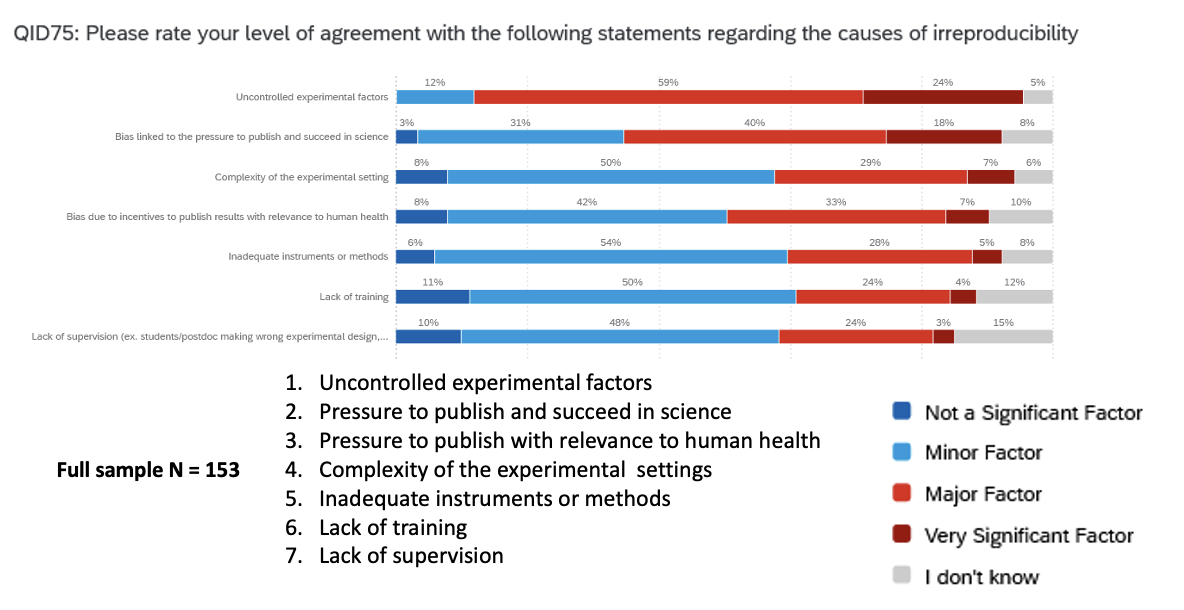 QID75: Please rate your level of agreement with the following statements regarding the causes of irreproducibility
12% 59% 24% 5%
Uncontrolled experimental factors
3% 31% 40% 18% 8%
Bias linked to the pressure to publish and succeed in science
8% 50% 29% 7% 6%
Complexity of the experimental setting
8% 42% 33% 7% 10%
Bias due to incentives to publish results with relevance to human health
6% 54% 28% 5% 8%
Inadequate instruments or methods
11% 50% 24% 4% 12%
Lack of training
10% 48% 24% 3% 15%
Lack of supervision (ex. students/postdoc making wrong experimental design,...
1. Uncontrolled experimental factors
2. Pressure to publish and succeed in science
3. Pressure to publish with relevance to human health
4. Complexity of the experimental settings
5. Inadequate instruments or methods
6. Lack of training
7. Lack of supervision
Full sample N = 153
Not a Significant Factor
Minor Factor
Major Factor
Very Significant Factor
I don't know